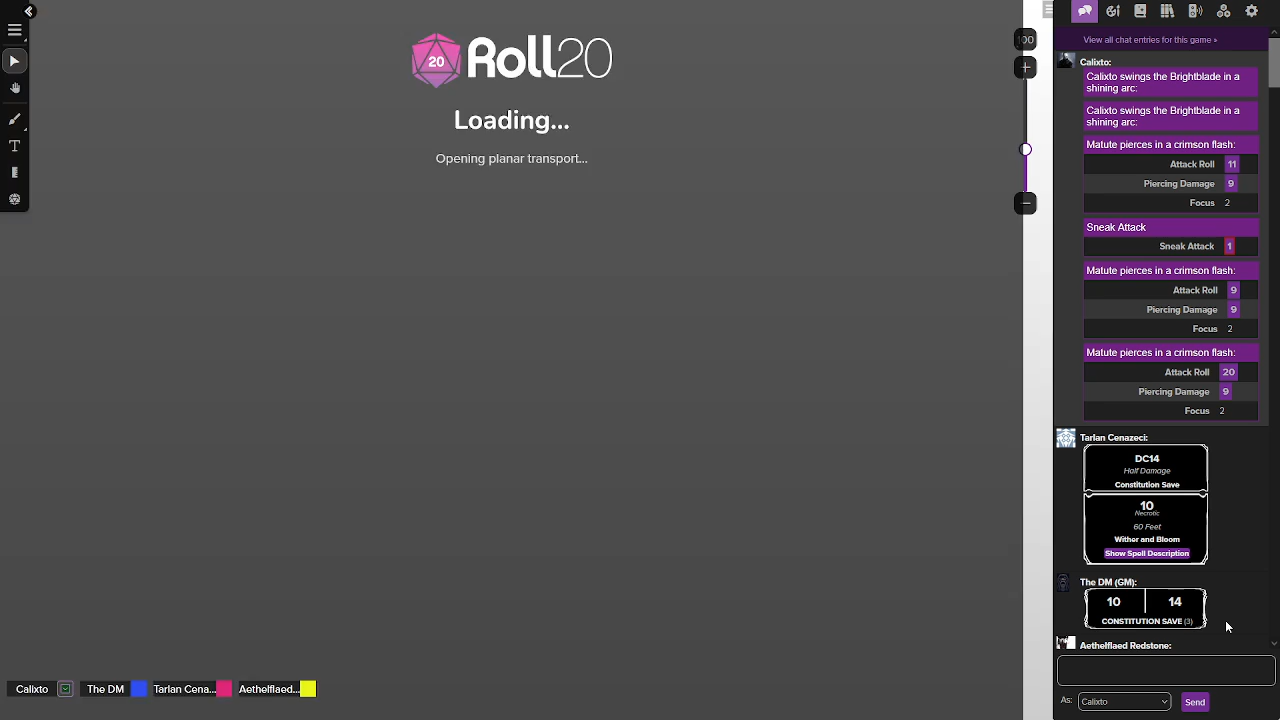 20 Roll20
Loading...
Opening planar transport...
100
View all chat entries for this game »
Calixto:
Calixto swings the Brightblade in a
shining arc:
Calixto swings the Brightblade in a
shining arc:
Matute pierces in a crimson flash:
Attack Roll 11
Piercing Damage 9
Focus 2
Sneak Attack
Sneak Attack 1
Matute pierces in a crimson flash:
Attack Roll 9
Piercing Damage 9
Focus 2
Matute pierces in a crimson flash:
Attack Roll 20
Piercing Damage 9
Focus 2
Tarlan Cenazeci:
DC14
Half Damage
Constitution Save
10
Necrotic
60 Feet
Wither and Bloom
Show Spell Description
The DM (GM):
10 14
CONSTITUTION SAVE (3)
Aethelflaed Redstone:
As: Calixto Send
Calixto The DM Tarlan Cena... Aethelflaed...
T